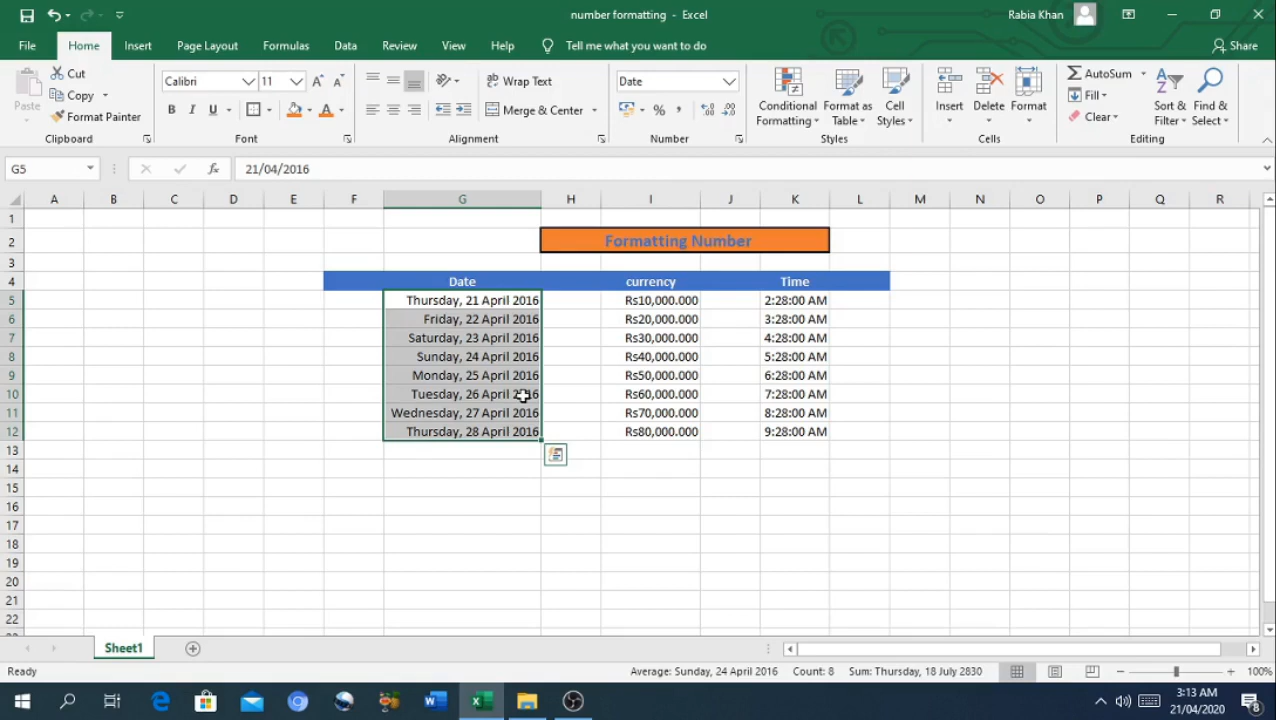 number formatting - Excel
Rabia Khan
File Home Insert Page Layout Formulas Data Review View Help Tell me what you want to do Share
Paste
Cut
Copy
Format Painter
Clipboard
Calibri 11
B I U
Font
Wrap Text
Merge & Center
Alignment
Date
Number
Conditional Formatting
Format as Table
Cell Styles
Styles
Insert Delete Format
Cells
AutoSum
Fill
Clear
Sort & Filter
Find & Select
Editing
G5 fx 21/04/2016
A B C D E F G H I J K L M N O P Q R
1
2 Formatting Number
3
4 Date currency Time
5 Thursday, 21 April 2016 Rs10,000.000 2:28:00 AM
6 Friday, 22 April 2016 Rs20,000.000 3:28:00 AM
7 Saturday, 23 April 2016 Rs30,000.000 4:28:00 AM
8 Sunday, 24 April 2016 Rs40,000.000 5:28:00 AM
9 Monday, 25 April 2016 Rs50,000.000 6:28:00 AM
10 Tuesday, 26 April 2016 Rs60,000.000 7:28:00 AM
11 Wednesday, 27 April 2016 Rs70,000.000 8:28:00 AM
12 Thursday, 28 April 2016 Rs80,000.000 9:28:00 AM
13
14
15
16
17
18
19
20
21
22
Sheet1
Ready Average: Sunday, 24 April 2016 Count: 8 Sum: Thursday, 18 July 2830 100%
3:13 AM
21/04/2020
8